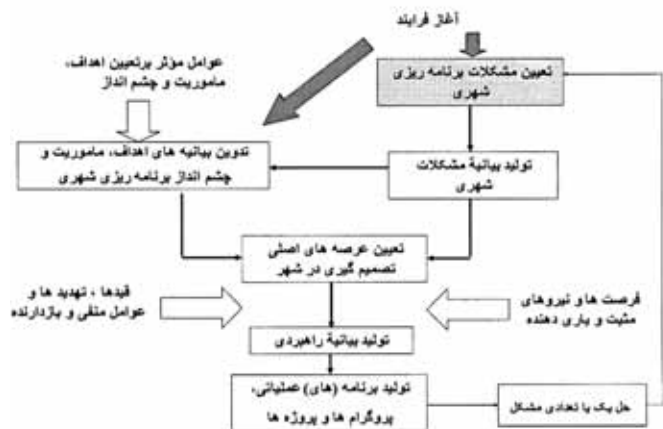 آغاز فرایند
عوامل مؤثر برتعیین اهداف،
ماموریت و چشم انداز
تعیین مشکلات برنامه ریزی
شهری
تدوین بیانیه های اهداف، ماموریت و
چشم انداز برنامه ریزی شهری
تولید بیانیۀ مشکلات
شهری
تعیین عرصه های اصلی
تصمیم گیری در شهر
قیدها ، تهدید ها و
عوامل منفی و بازدارنده
فرصت ها و نیروهای
مثبت و یاری دهنده
تولید بیانیۀ راهبردی
تولید برنامه (های) عملیاتی،
پروگرام ها و پروژه ها
حل یک یا تعدادی مشکل